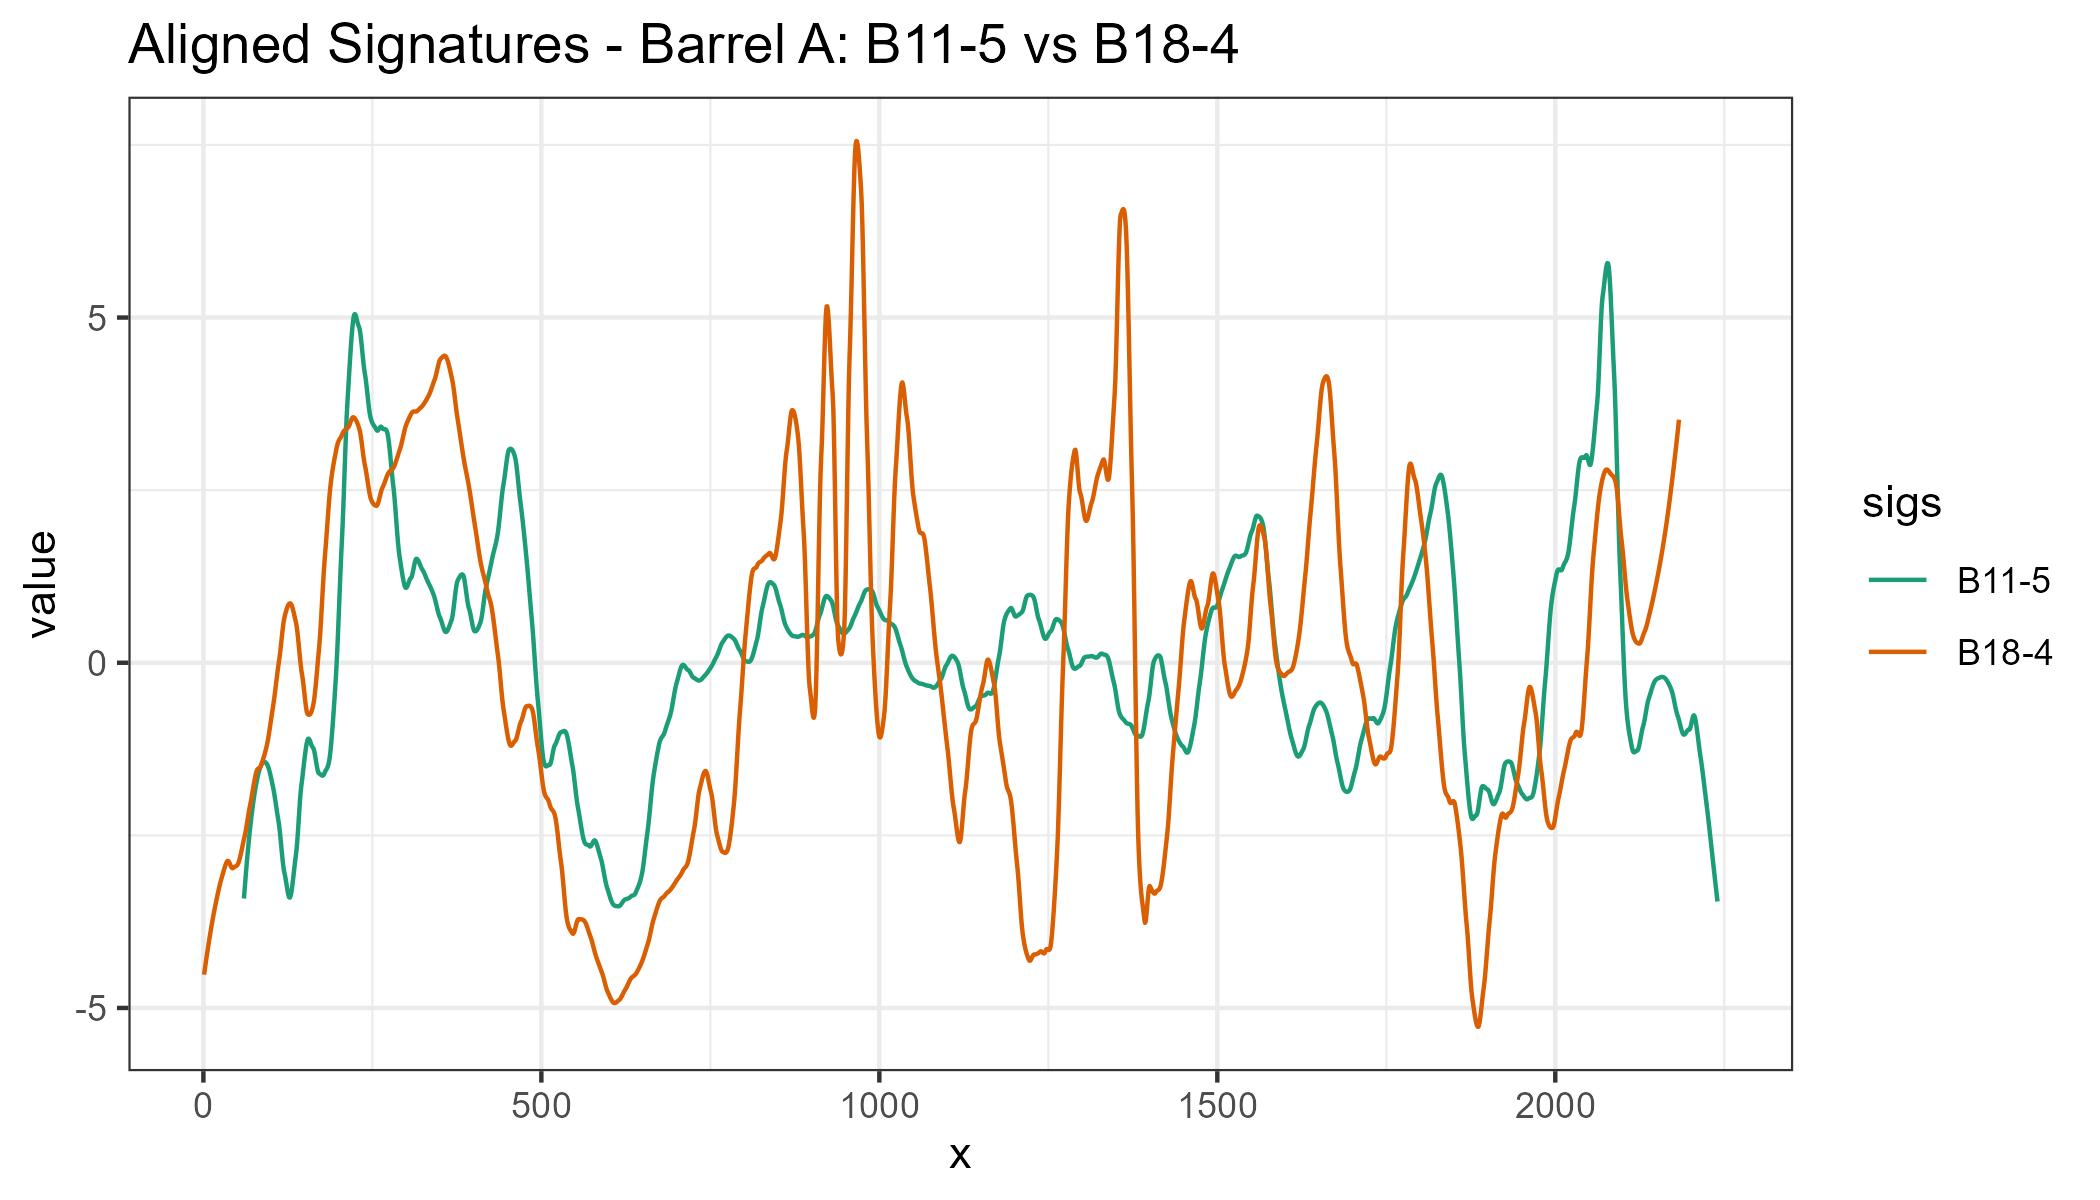 Aligned Signatures - Barrel A: B11-5 vs B18-4
value
5
0
-5
0 500 1000 1500 2000
x
sigs
B11-5
B18-4